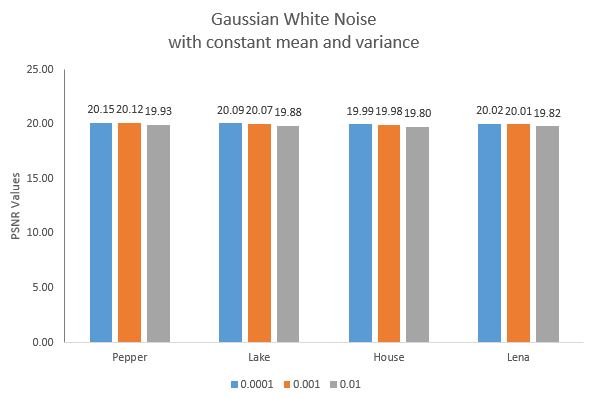 Gaussian White Noise
with constant mean and variance
25.00
20.15 20.12 19.93 20.09 20.07 19.88 19.99 19.98 19.80 20.02 20.01 19.82
20.00
15.00
PSNR Values
10.00
5.00
0.00
Pepper Lake House Lena
0.0001 0.001 0.01